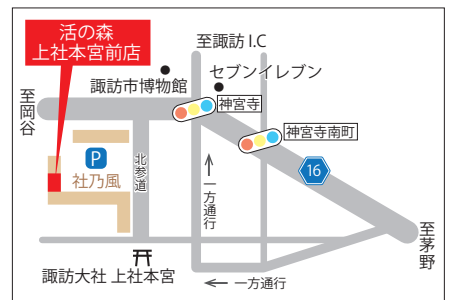 活の森
上社本宮前店
至諏訪I.C
諏訪市博物館
セブンイレブン
至岡谷
神宮寺
神宮寺南町
P
社乃風
北参道
一方通行
16
至茅野
諏訪大社 上社本宮
一方通行